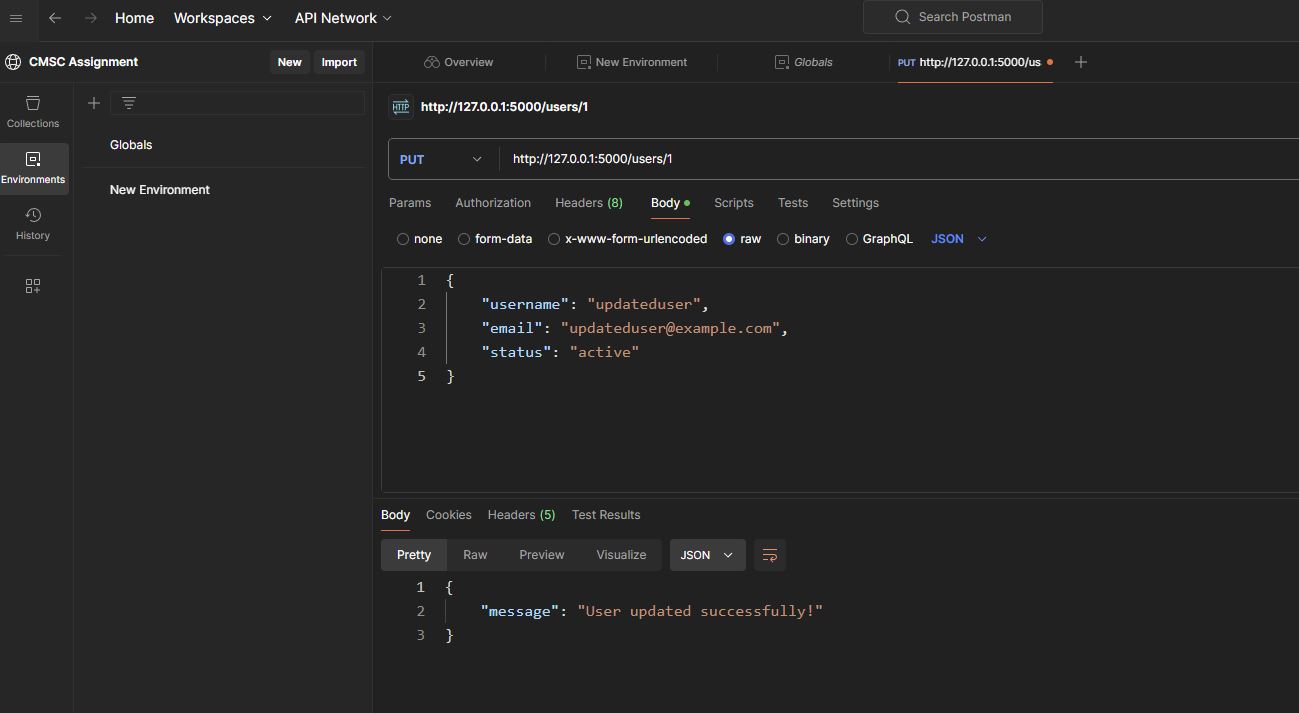 Home Workspaces API Network Search Postman
CMSC Assignment New Import Overview New Environment Globals PUT http://127.0.0.1:5000/us
Collections
Environments
History
Globals
New Environment
HTTP http://127.0.0.1:5000/users/1
PUT http://127.0.0.1:5000/users/1
Params Authorization Headers (8) Body Scripts Tests Settings
none form-data x-www-form-urlencoded raw binary GraphQL JSON
1 {
2 "username": "updateduser",
3 "email": "updateduser@example.com",
4 "status": "active"
5 }
Body Cookies Headers (5) Test Results
Pretty Raw Preview Visualize JSON
1 {
2 "message": "User updated successfully!"
3 }